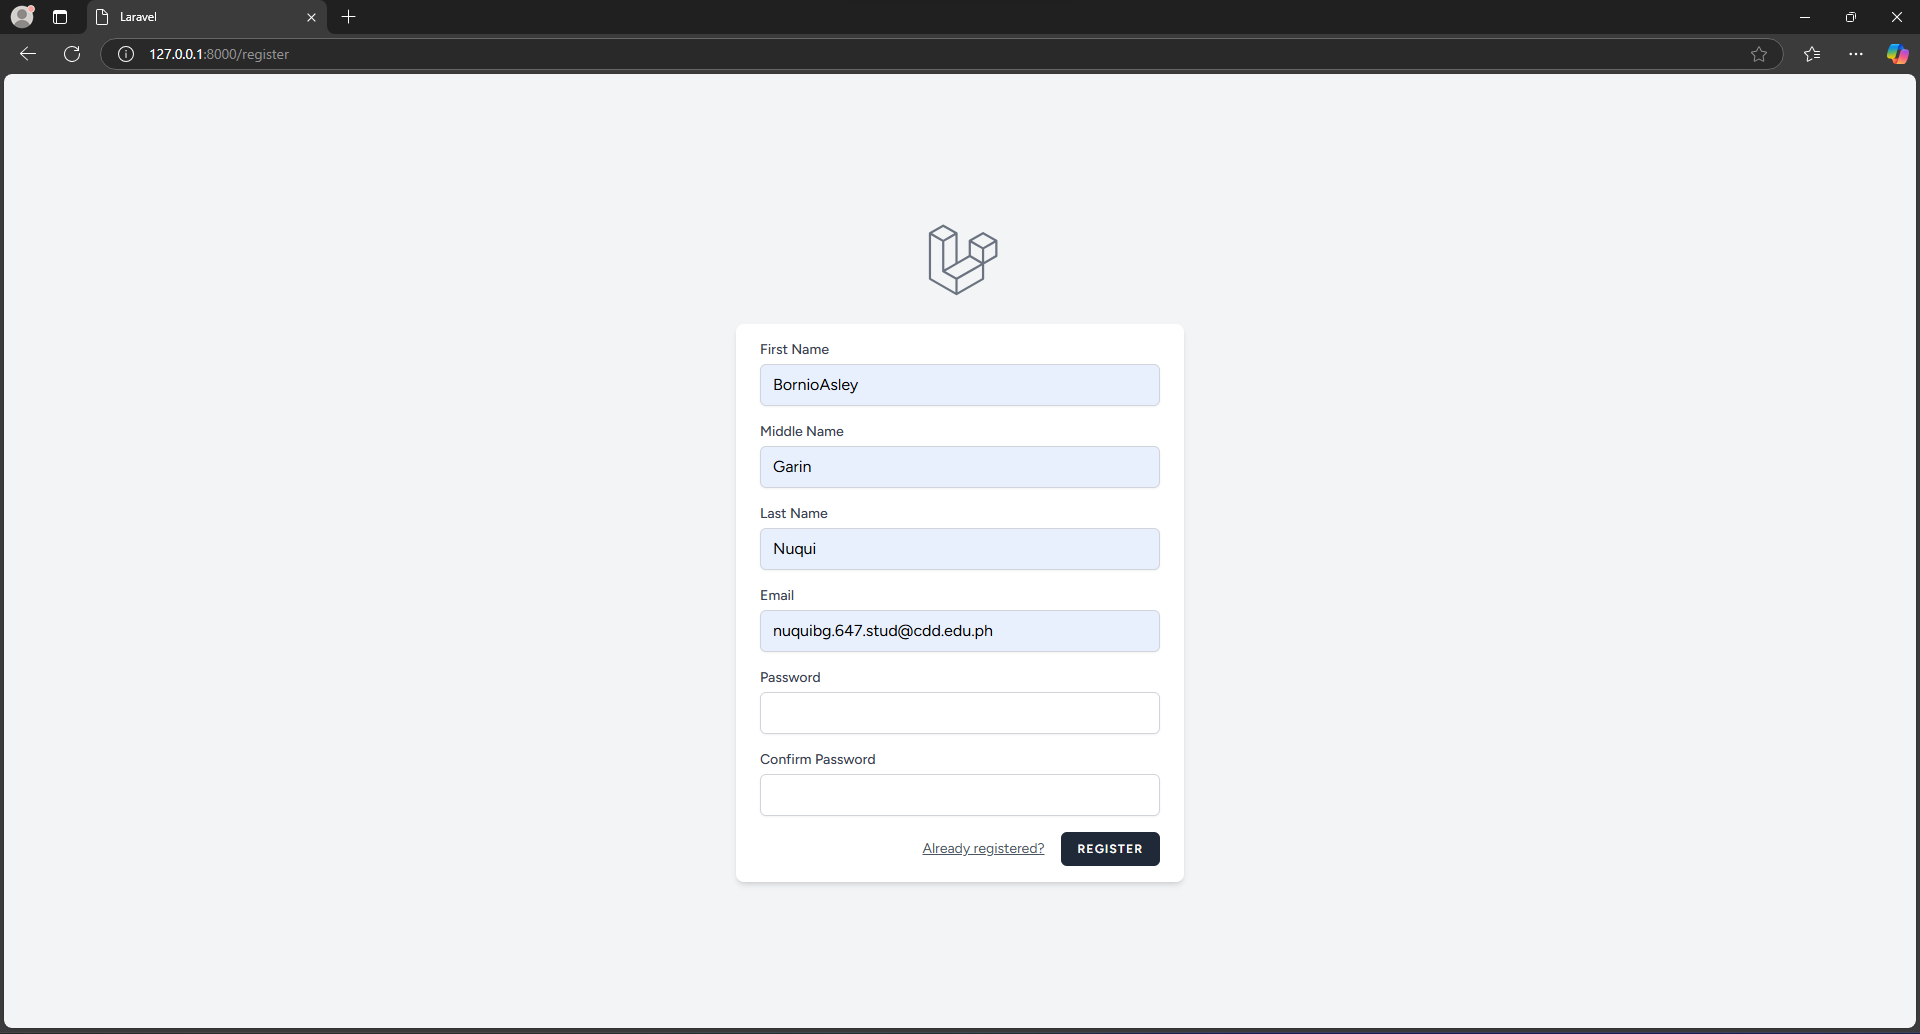 Laravel
127.0.0.1:8000/register
First Name
BornioAsley
Middle Name
Garin
Last Name
Nuqui
Email
nuquibg.647.stud@cdd.edu.ph
Password
Confirm Password
Already registered? REGISTER